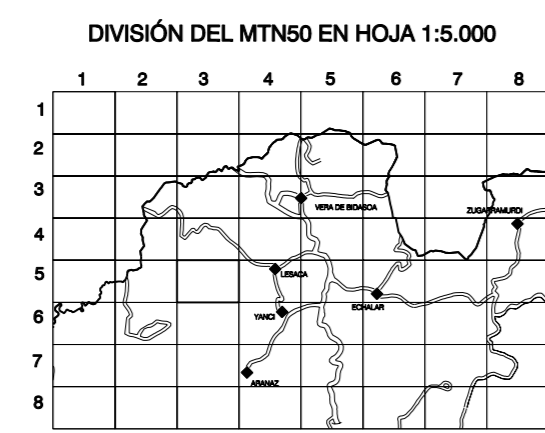 DIVISIÓN DEL MTN50 EN HOJA 1:5.000
1 2 3 4 5 6 7 8
1
2
3
VERA DE BIDASOA
ZUGARRAMURDI
4
5
LESACA
ECHALAR
6
YANCI
7
ARANAZ
8